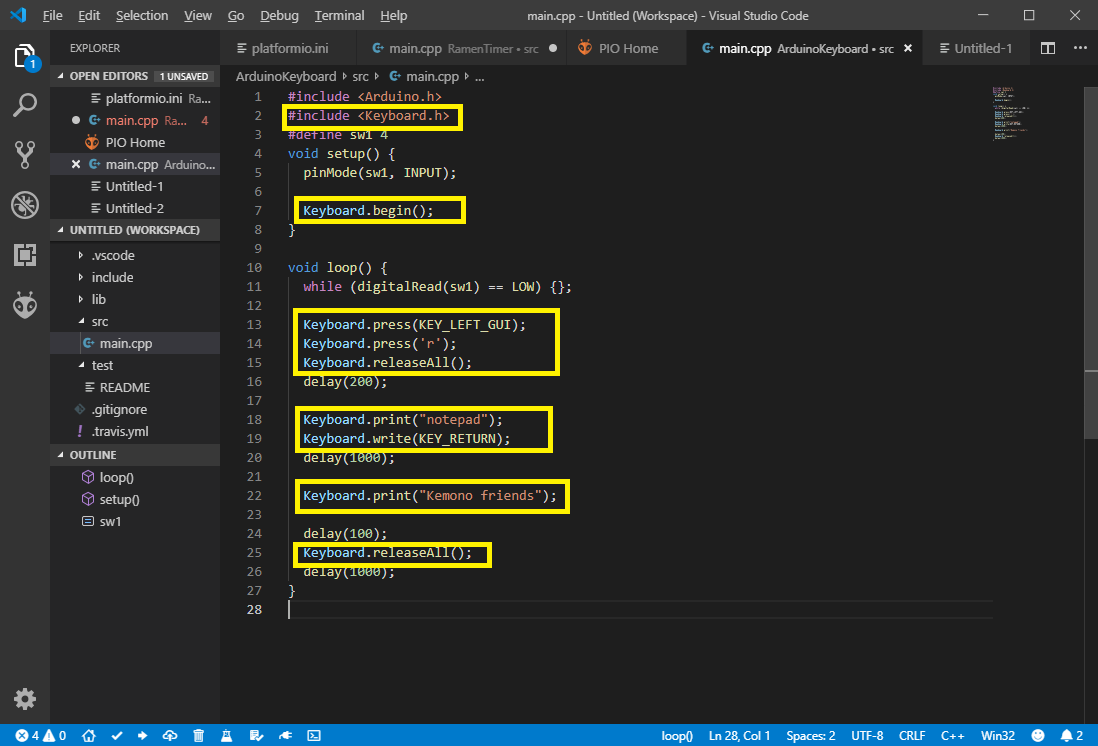 File Edit Selection View Go Debug Terminal Help main.cpp - Untitled (Workspace) - Visual Studio Code
EXPLORER
platformio.ini main.cpp RamenTimer • src PIO Home main.cpp ArduinoKeyboard • src Untitled-1
1
OPEN EDITORS 1 UNSAVED
platformio.ini Ra...
main.cpp Ra... 4
PIO Home
main.cpp Arduino...
Untitled-1
Untitled-2
UNTITLED (WORKSPACE)
.vscode
include
lib
src
main.cpp
test
README
.gitignore
.travis.yml
OUTLINE
loop()
setup()
sw1
ArduinoKeyboard src main.cpp ...
1 #include <Arduino.h>
2 #include <Keyboard.h>
3 #define sw1 4
4 void setup() {
5 pinMode(sw1, INPUT);
6
7 Keyboard.begin();
8 }
9
10 void loop() {
11 while (digitalRead(sw1) == LOW) {};
12
13 Keyboard.press(KEY_LEFT_GUI);
14 Keyboard.press('r');
15 Keyboard.releaseAll();
16 delay(200);
17
18 Keyboard.print("notepad");
19 Keyboard.write(KEY_RETURN);
20 delay(1000);
21
22 Keyboard.print("Kemono friends");
23
24 delay(100);
25 Keyboard.releaseAll();
26 delay(1000);
27 }
28
4 0 loop() Ln 28, Col 1 Spaces: 2 UTF-8 CRLF C++ Win32 2